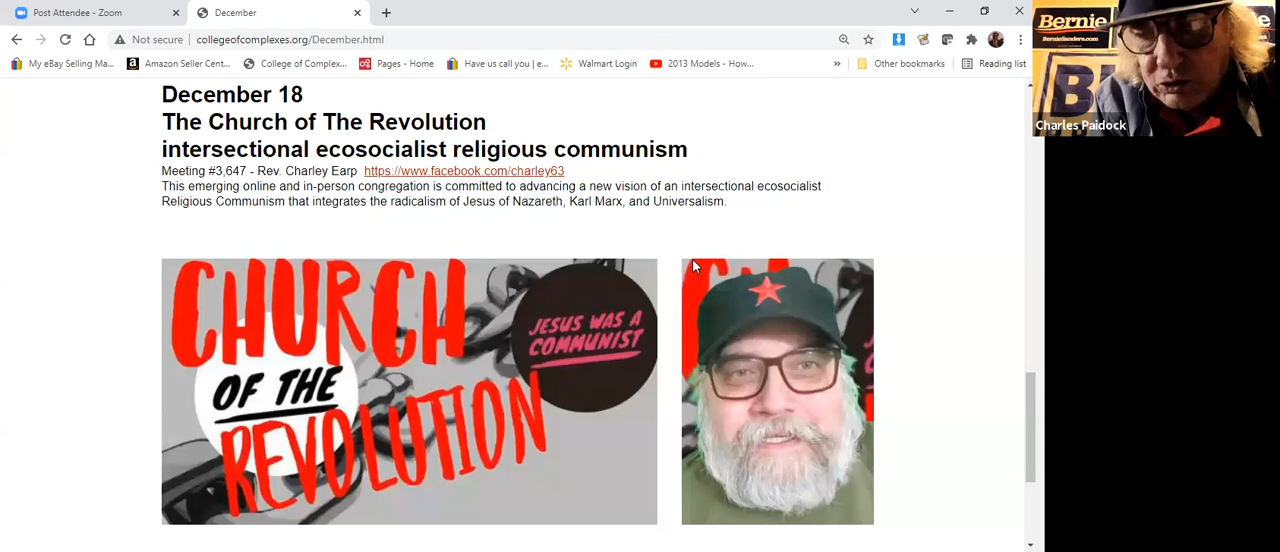 Post Attendee - Zoom
December
Not secure
collegeofcomplexes.org/December.html
My eBay Selling Ma...
Amazon Seller Cent...
College of Complex...
Pages - Home
Have us call you | e...
Walmart Login
2013 Models - How...
»
Other bookmarks
Reading list
December 18
The Church of The Revolution
intersectional ecosocialist religious communism
Meeting #3,647 - Rev. Charley Earp https://www.facebook.com/charley63
This emerging online and in-person congregation is committed to advancing a new vision of an intersectional ecosocialist
Religious Communism that integrates the radicalism of Jesus of Nazareth, Karl Marx, and Universalism.
CHURCH
OF THE
REVOLUTION
JESUS WAS A
COMMUNIST
Bernie
BernieSanders.com
Charles Paidock